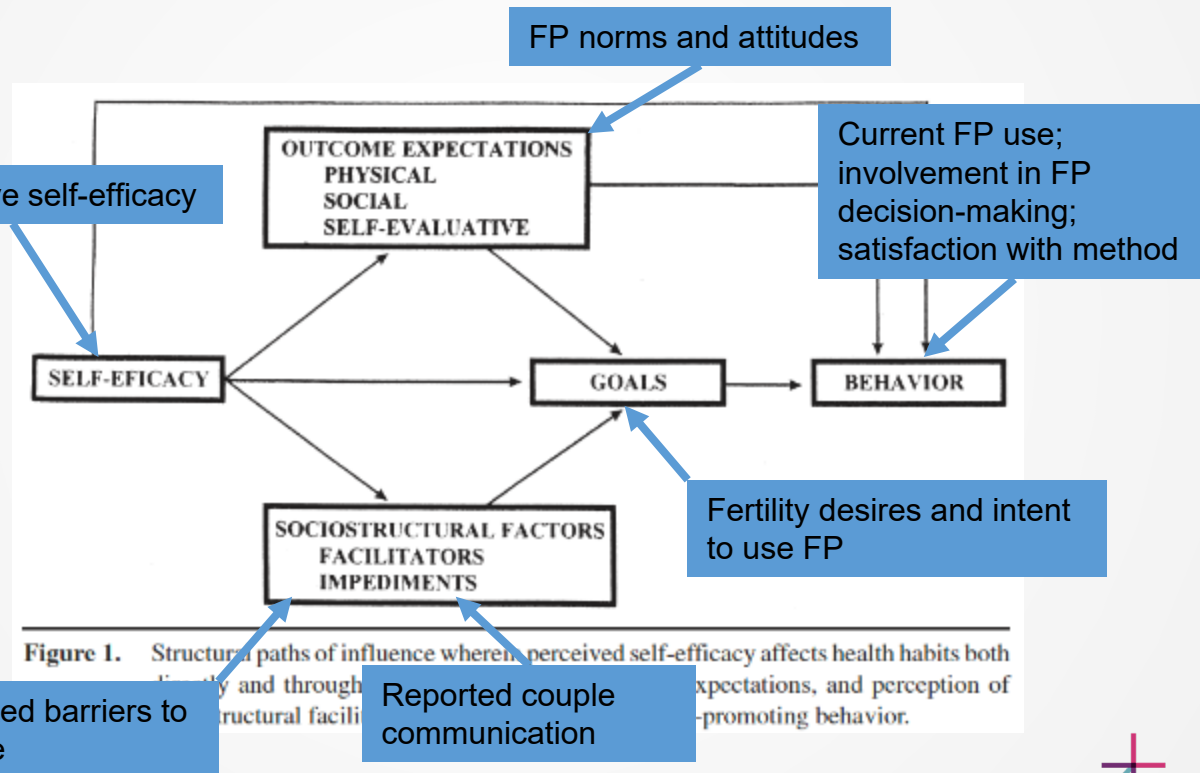 FP norms and attitudes
OUTCOME EXPECTATIONS
PHYSICAL
SOCIAL
SELF-EVALUATIVE
Current FP use;
involvement in FP
decision-making;
satisfaction with method
self-efficacy
SELF-EFICACY
GOALS
BEHAVIOR
Fertility desires and intent
to use FP
SOCIOSTRUCTURAL FACTORS
FACILITATORS
IMPEDIMENTS
Figure 1. Structural paths of influence wherein perceived self-efficacy affects health habits both
and through expectations, and perception of
-promoting behavior.
barriers to
Reported couple
communication